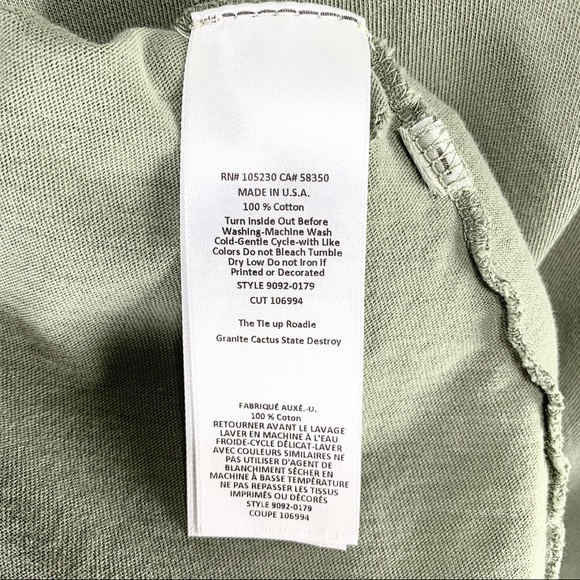 RN# 105230 CA# 58350
MADE IN U.S.A.
100 % Cotton
Turn Inside Out Before
Washing-Machine Wash
Cold-Gentle Cycle-with Like
Colors Do not Bleach Tumble
Dry Low Do not Iron if
Printed or Decorated
STYLE 9092-0179
CUT 106994
The Tie up Roadie
Granite Cactus State Destroy
FABRIQUÉ AUXÉ.-U.
100 % Coton
RETOURNER AVANT LE LAVAGE
LAVER EN MACHINE À L'EAU
FROIDE-CYCLE DÉLICAT-LAVER
AVEC COULEURS SIMILAIRES NE
PAS UTILISER D'AGENT DE
BLANCHIMENT SÉCHER EN
MACHINE À BASSE TEMPÉRATURE
NE PAS REPASSER LES TISSUS
IMPRIMÉS OU DÉCORÉS
STYLE 9092-0179
COUPE 106994